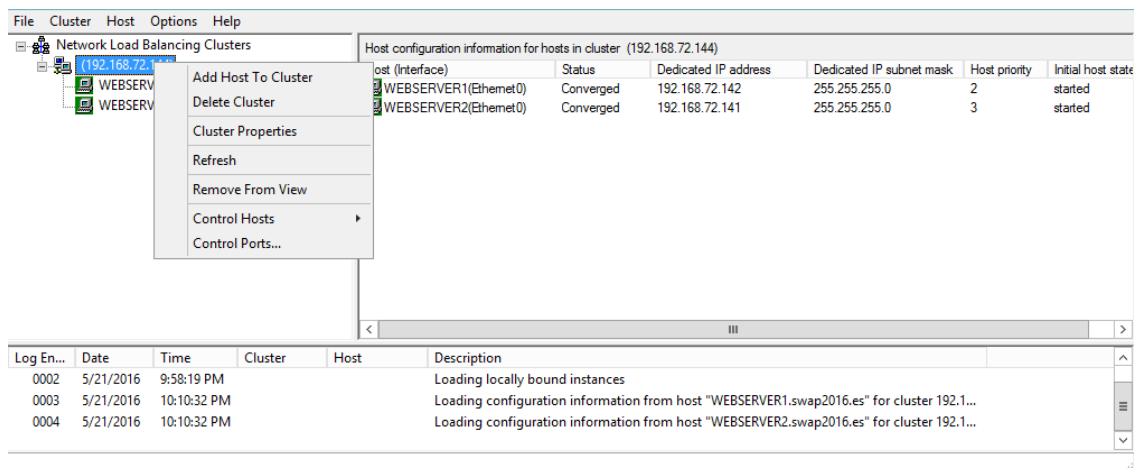 File Cluster Host Options Help
Network Load Balancing Clusters
(192.168.72.144)
WEBSERV
WEBSERV
Add Host To Cluster
Delete Cluster
Cluster Properties
Refresh
Remove From View
Control Hosts
Control Ports...
Host configuration information for hosts in cluster (192.168.72.144)
ost (Interface) Status Dedicated IP address Dedicated IP subnet mask Host priority Initial host state
WEBSERVER1(Ethernet0) Converged 192.168.72.142 255.255.255.0 2 started
WEBSERVER2(Ethernet0) Converged 192.168.72.141 255.255.255.0 3 started
Log En... Date Time Cluster Host Description
0002 5/21/2016 9:58:19 PM Loading locally bound instances
0003 5/21/2016 10:10:32 PM Loading configuration information from host "WEBSERVER1.swap2016.es" for cluster 192.1...
0004 5/21/2016 10:10:32 PM Loading configuration information from host "WEBSERVER2.swap2016.es" for cluster 192.1...